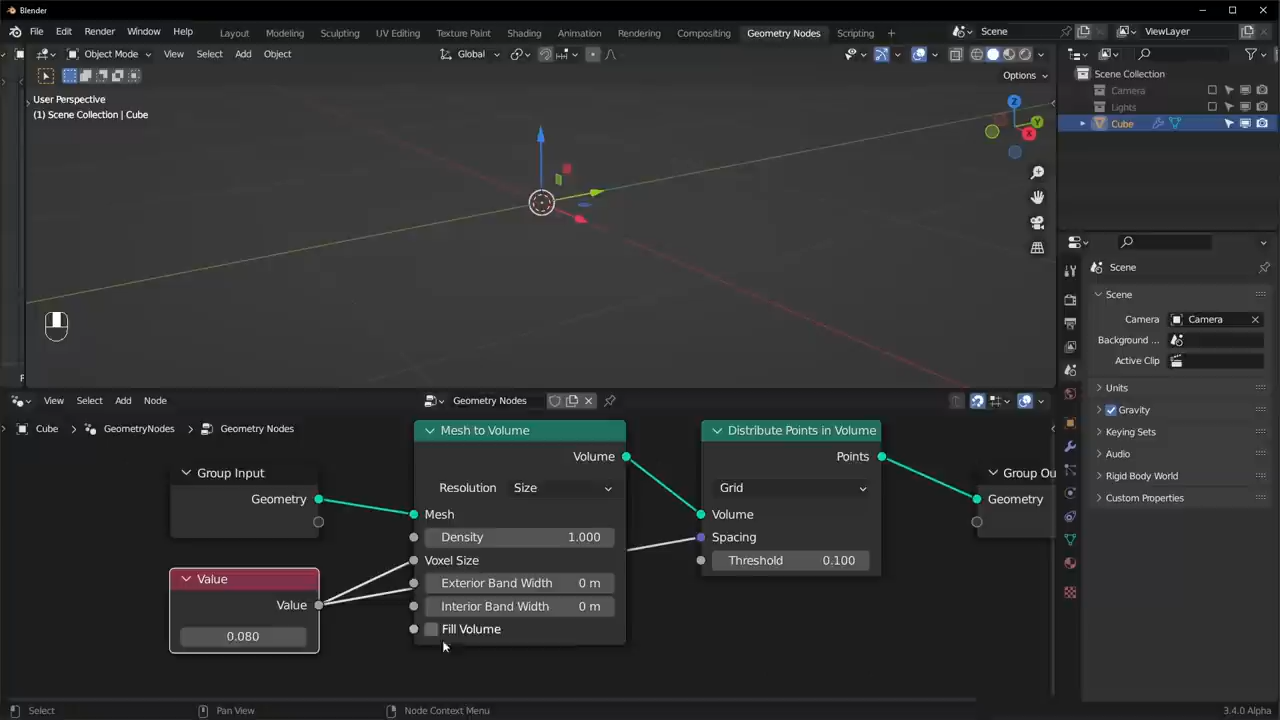 Blender
File Edit Render Window Help Layout Modeling Sculpting UV Editing Texture Paint Shading Animation Rendering Compositing Geometry Nodes Scripting + Scene ViewLayer
Object Mode View Select Add Object Global
Options
User Perspective
(1) Scene Collection | Cube
Z
Y
X
Scene Collection
Camera
Lights
Cube
Scene
Scene
Camera Camera
Background ...
Active Clip
Units
Gravity
Keying Sets
Audio
Rigid Body World
Custom Properties
View Select Add Node Geometry Nodes
Cube GeometryNodes Geometry Nodes
Group Input
Geometry
Value
Value
0.080
Mesh to Volume
Volume
Resolution Size
Mesh
Density 1.000
Voxel Size
Exterior Band Width 0 m
Interior Band Width 0 m
Fill Volume
Distribute Points in Volume
Points
Grid
Volume
Spacing
Threshold 0.100
Group Ou
Geometry
Select Pan View Node Context Menu 3.4.0 Alpha